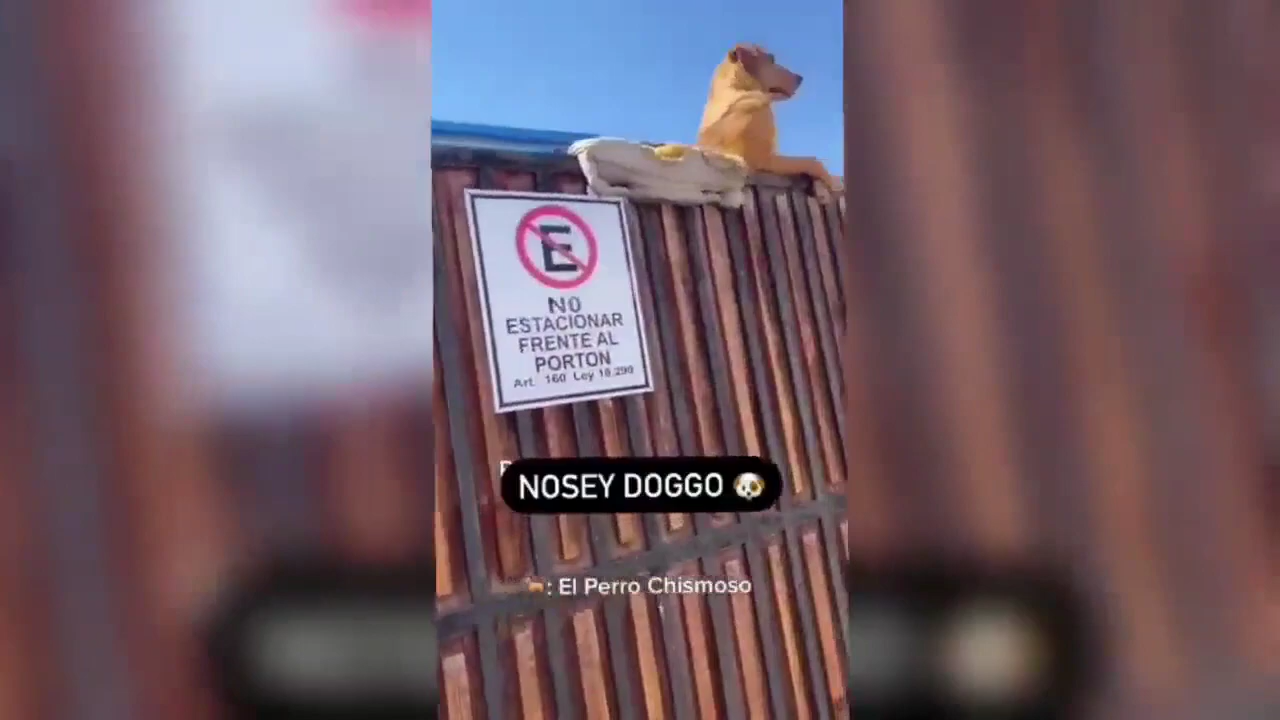 E
NO
ESTACIONAR
FRENTE AL
PORTON
Art. 160 Ley 18.290
NOSEY DOGGO
: El Perro Chismoso